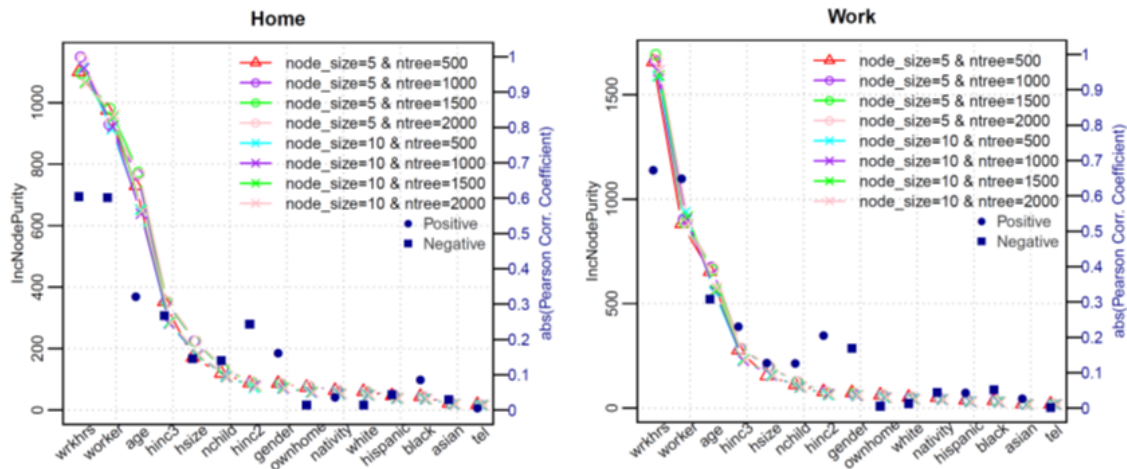 Home
IncNodePurity
0
200
400
600
800
1000
node_size=5 & ntree=500
node_size=5 & ntree=1000
node_size=5 & ntree=1500
node_size=5 & ntree=2000
node_size=10 & ntree=500
node_size=10 & ntree=1000
node_size=10 & ntree=1500
node_size=10 & ntree=2000
Positive
Negative
1
0.9
0.8
0.7
0.6
0.5
0.4
0.3
0.2
0.1
0
abs(Pearson Corr. Coefficient)
wrkhrs
worker
age
hinc3
hsize
nchild
hinc2
gender
ownhome
nativity
white
hispanic
black
asian
tel
Work
IncNodePurity
0
500
1000
1500
node_size=5 & ntree=500
node_size=5 & ntree=1000
node_size=5 & ntree=1500
node_size=5 & ntree=2000
node_size=10 & ntree=500
node_size=10 & ntree=1000
node_size=10 & ntree=1500
node_size=10 & ntree=2000
Positive
Negative
1
0.9
0.8
0.7
0.6
0.5
0.4
0.3
0.2
0.1
0
abs(Pearson Corr. Coefficient)
wrkhrs
worker
age
hinc3
hsize
nchild
hinc2
gender
ownhome
white
nativity
hispanic
black
asian
tel